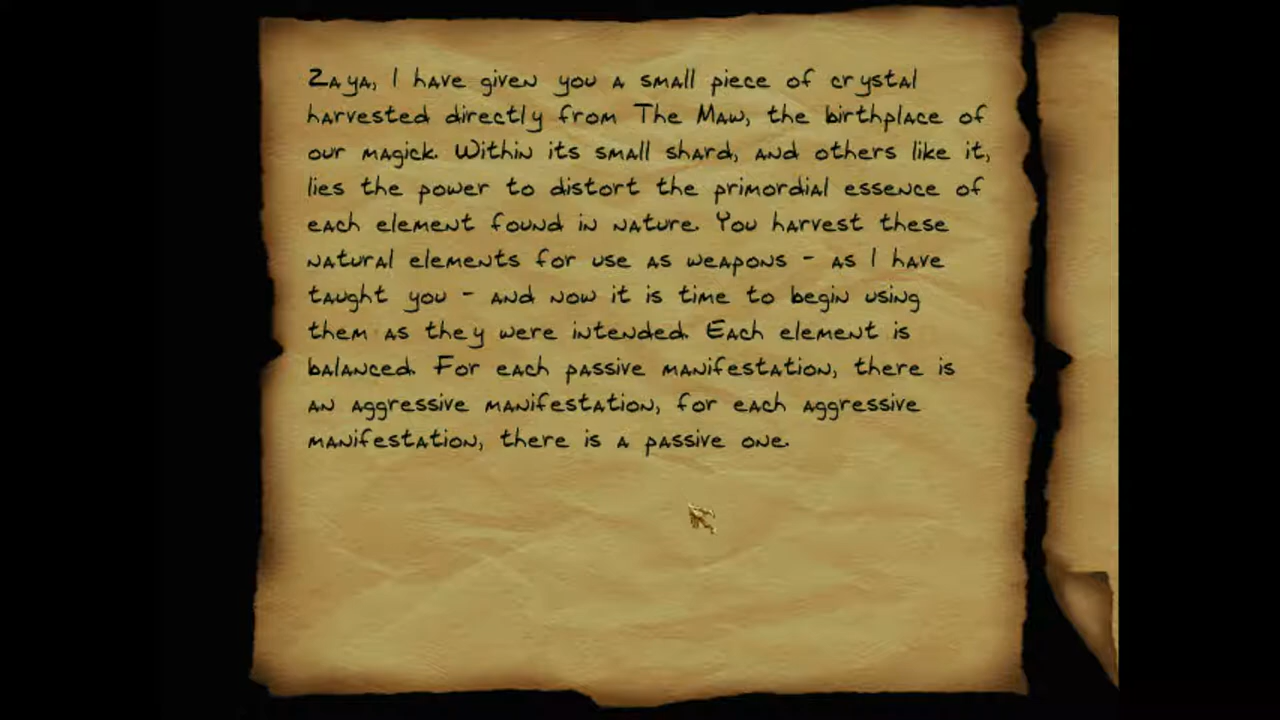 Zaya, I have given you a small piece of crystal
harvested directly from The Maw, the birthplace of
our magick. Within its small shard, and others like it,
lies the power to distort the primordial essence of
each element found in nature. You harvest these
natural elements for use as weapons - as I have
taught you - and now it is time to begin using
them as they were intended. Each element is
balanced. For each passive manifestation, there is
an aggressive manifestation, for each aggressive
manifestation, there is a passive one.